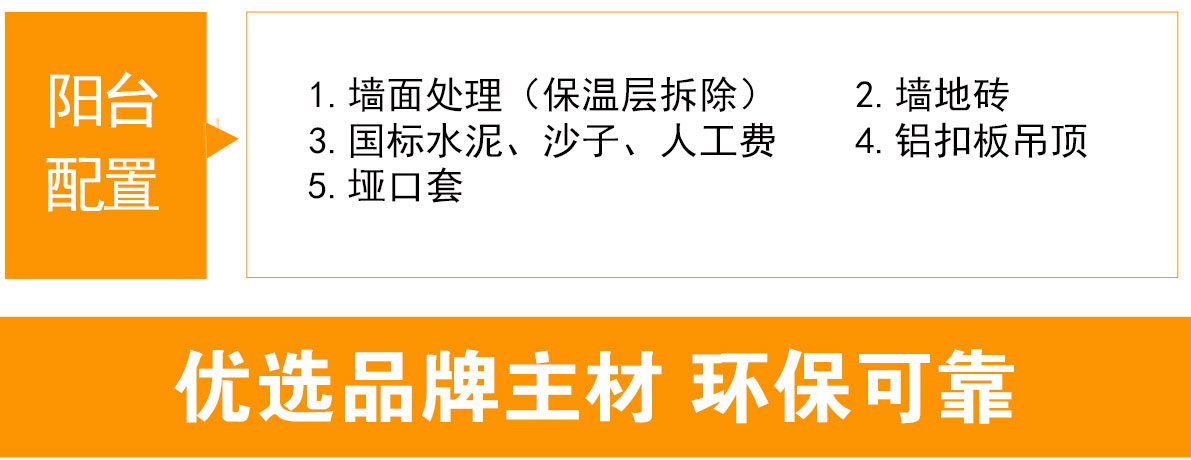 阳台
配置
1.墙面处理（保温层拆除） 2.墙地砖
3.国标水泥、沙子、人工费 4.铝扣板吊顶
5.垭口套
优选品牌主材 环保可靠